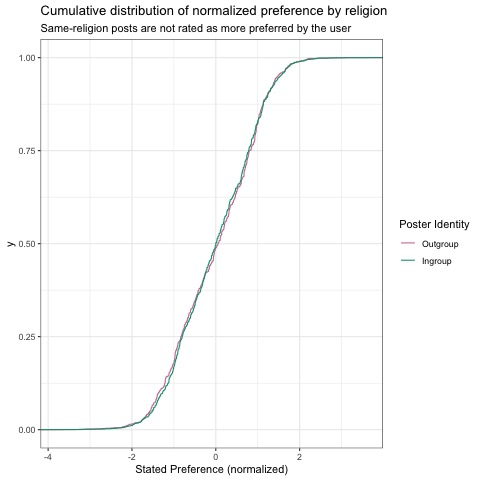 Cumulative distribution of normalized preference by religion
Same-religion posts are not rated as more preferred by the user
1.00
0.75
y
0.50
0.25
0.00
-4
-2
0
2
Stated Preference (normalized)
Poster Identity
Outgroup
Ingroup